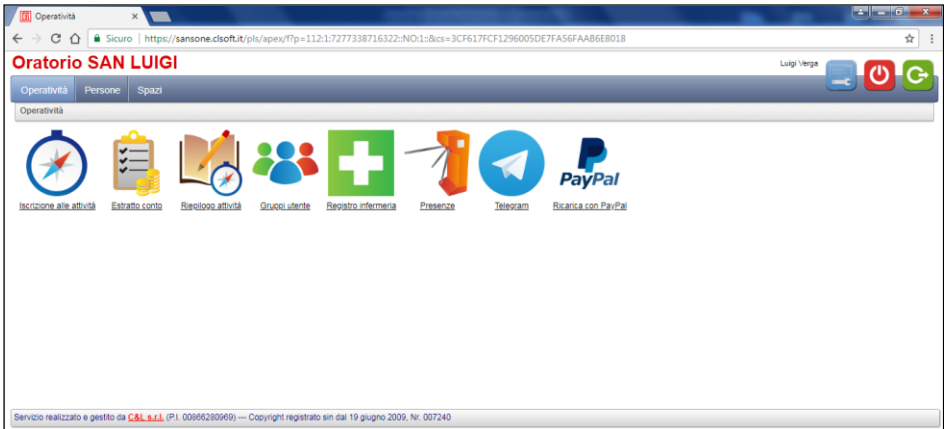 Operatività
Sicuro | https://sansone.clsoft.it/pls/apex/f?p=112:1:7277338716322::NO:1::&cs=3CF617FCF1296005DE7FA56FAAB6E8018
Oratorio SAN LUIGI
Luigi Verga
Operatività Persone Spazi
Operatività
PayPal
Iscrizione alle attività Estratto conto Riepilogo attività Gruppi utente Registro infermeria Presenze Telegram Ricarica con PayPal
Servizio realizzato e gestito da C&L s.r.l. (P.I. 00866280969) --- Copyright registrato sin dal 19 giugno 2009, Nr. 007240